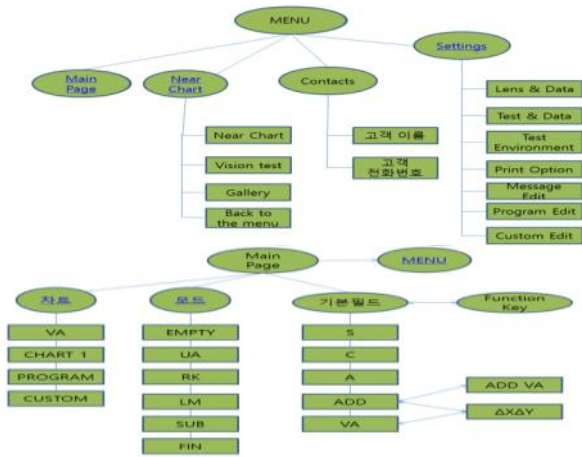 MENU
Main
Page
Near
Chart
Contacts
Settings
Near Chart
Vision test
Gallery
Back to
the menu
고객 이름
고객
전화번호
Lens & Data
Test & Data
Test
Environment
Print Option
Message
Edit
Program Edit
Custom Edit
Main
Page
MENU
차트
모드
기본필드
Function
Key
VA
CHART 1
PROGRAM
CUSTOM
EMPTY
UA
RK
LM
SUB
FIN
S
C
A
ADD
VA
ADD VA
ΔXΔY